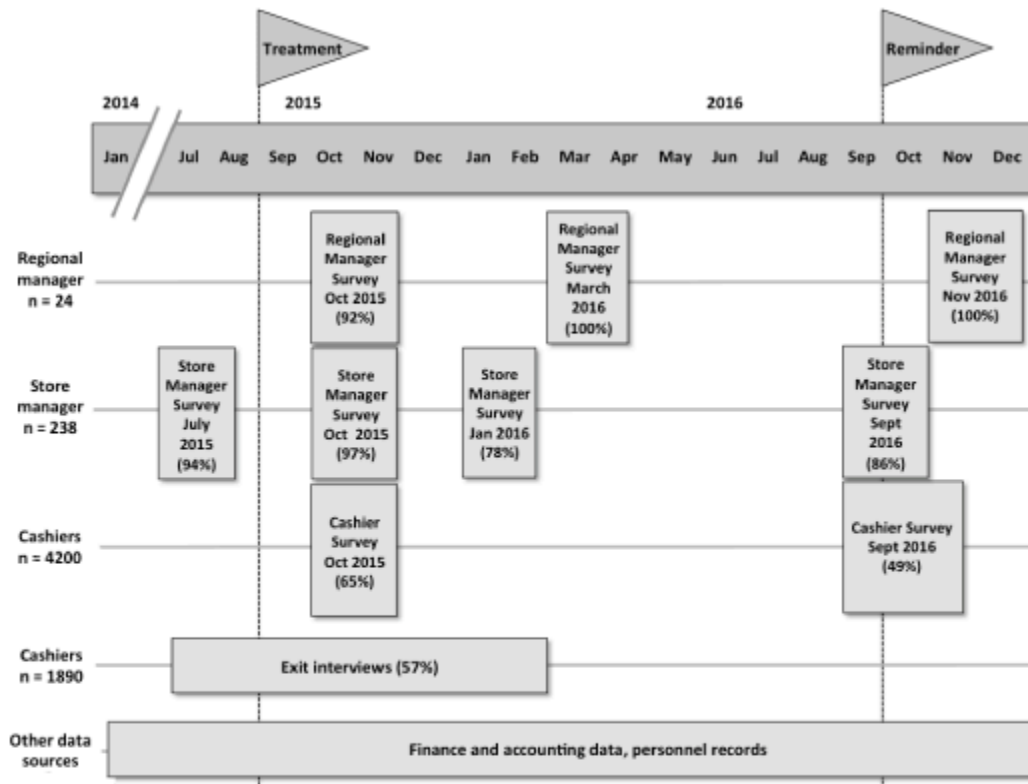 Treatment
Reminder
2014
2015
2016
Jan Jul Aug Sep Oct Nov Dec Jan Feb Mar Apr May Jun Jul Aug Sep Oct Nov Dec
Regional
manager
n = 24
Regional
Manager
Survey
Oct 2015
(92%)
Regional
Manager
Survey
March
2016
(100%)
Regional
Manager
Survey
Nov 2016
(100%)
Store
manager
n = 238
Store
Manager
Survey
July
2015
(94%)
Store
Manager
Survey
Oct 2015
(97%)
Store
Manager
Survey
Jan 2016
(78%)
Store
Manager
Survey
Sept
2016
(86%)
Cashiers
n = 4200
Cashier
Survey
Oct 2015
(65%)
Cashier Survey
Sept 2016
(49%)
Cashiers
n = 1890
Exit interviews (57%)
Other data
sources
Finance and accounting data, personnel records